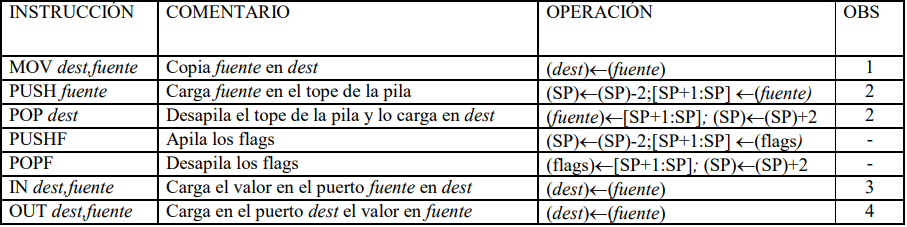 INSTRUCCIÓN COMENTARIO OPERACIÓN OBS
MOV dest,fuente Copia fuente en dest (dest)←(fuente) 1
PUSH fuente Carga fuente en el tope de la pila (SP)←(SP)-2;[SP+1:SP] ←(fuente) 2
POP dest Desapila el tope de la pila y lo carga en dest (fuente)←[SP+1:SP]; (SP)←(SP)+2 2
PUSHF Apila los flags (SP)←(SP)-2;[SP+1:SP] ←(flags) -
POPF Desapila los flags (flags)←[SP+1:SP]; (SP)←(SP)+2 -
IN dest,fuente Carga el valor en el puerto fuente en dest (dest)←(fuente) 3
OUT dest,fuente Carga en el puerto dest el valor en fuente (dest)←(fuente) 4